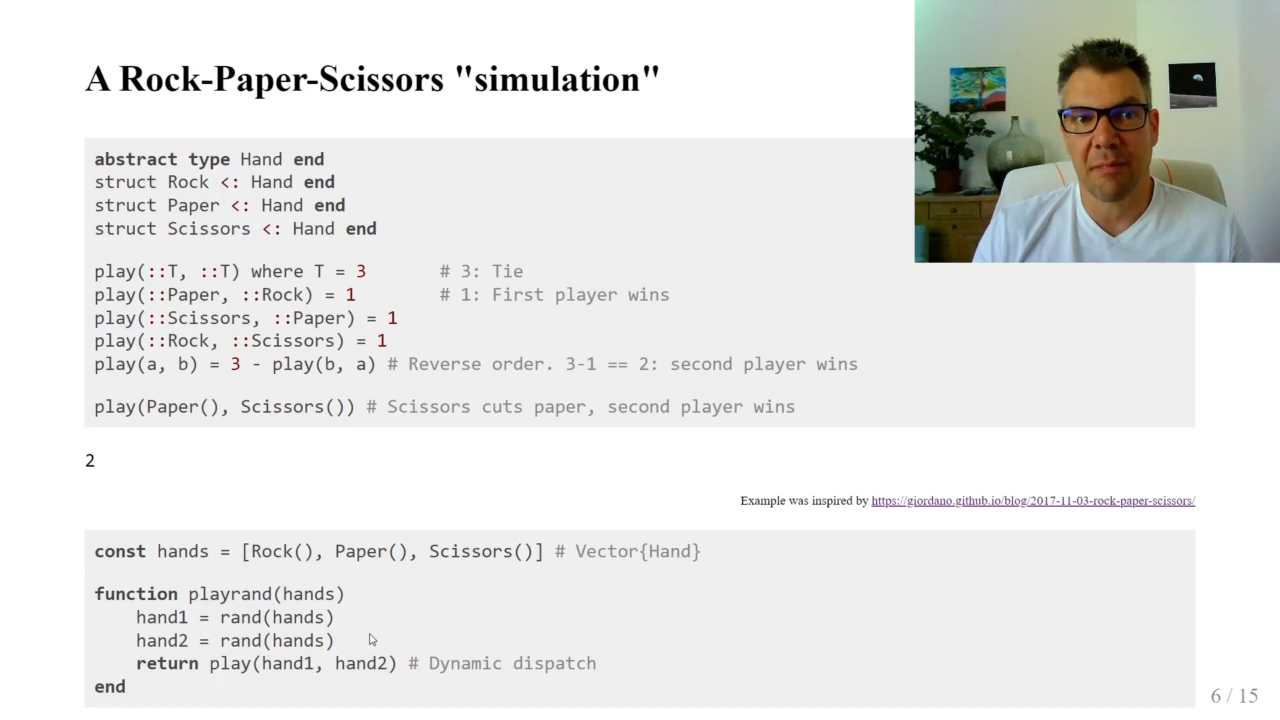 A Rock-Paper-Scissors "simulation"
abstract type Hand end
struct Rock <: Hand end
struct Paper <: Hand end
struct Scissors <: Hand end
play(::T, ::T) where T = 3 # 3: Tie
play(::Paper, ::Rock) = 1 # 1: First player wins
play(::Scissors, ::Paper) = 1
play(::Rock, ::Scissors) = 1
play(a, b) = 3 - play(b, a) # Reverse order. 3-1 == 2: second player wins
play(Paper(), Scissors()) # Scissors cuts paper, second player wins
2
Example was inspired by https://giordano.github.io/blog/2017-11-03-rock-paper-scissors/
const hands = [Rock(), Paper(), Scissors()] # Vector{Hand}
function playrand(hands)
hand1 = rand(hands)
hand2 = rand(hands)
return play(hand1, hand2) # Dynamic dispatch
end
6 / 15